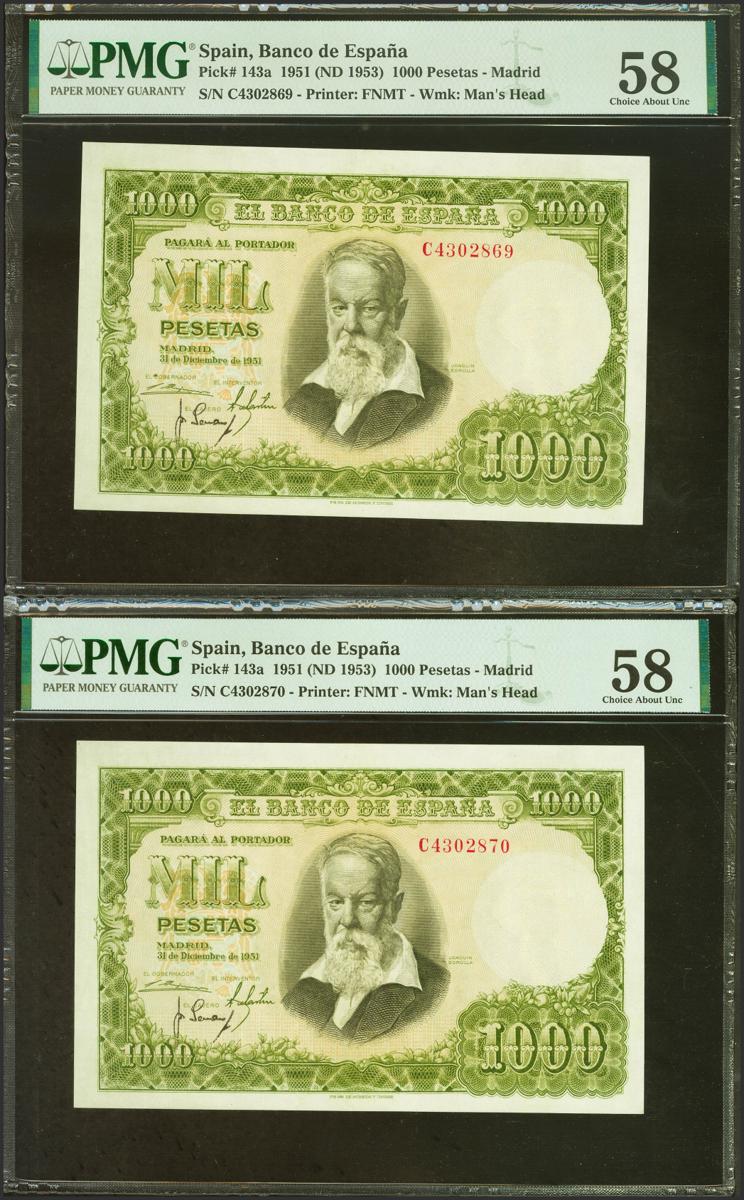 PMG®
PAPER MONEY GUARANTY
Spain, Banco de España
Pick# 143a 1951 (ND 1953) 1000 Pesetas - Madrid
S/N C4302869 - Printer: FNMT - Wmk: Man's Head
58
Choice About Unc
1000
EL BANCO DE ESPAÑA
1000
PAGARÁ AL PORTADOR
C4302869
MIL
PESETAS
MADRID,
31 de Diciembre de 1951
EL GOBERNADOR
EL INTERVENTOR
JOAQUIN
SOROLLA
1000
1000
PMG®
PAPER MONEY GUARANTY
Spain, Banco de España
Pick# 143a 1951 (ND 1953) 1000 Pesetas - Madrid
S/N C4302870 - Printer: FNMT - Wmk: Man's Head
58
Choice About Unc
1000
EL BANCO DE ESPAÑA
1000
PAGARÁ AL PORTADOR
C4302870
MIL
PESETAS
MADRID,
31 de Diciembre de 1951
EL GOBERNADOR
EL INTERVENTOR
JOAQUIN
SOROLLA
1000
1000